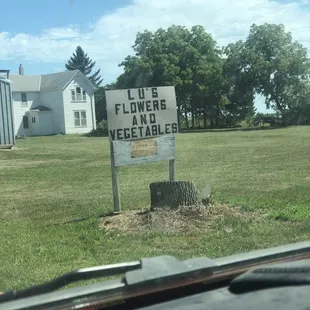 LU'S
FLOWERS
AND
VEGETABLES